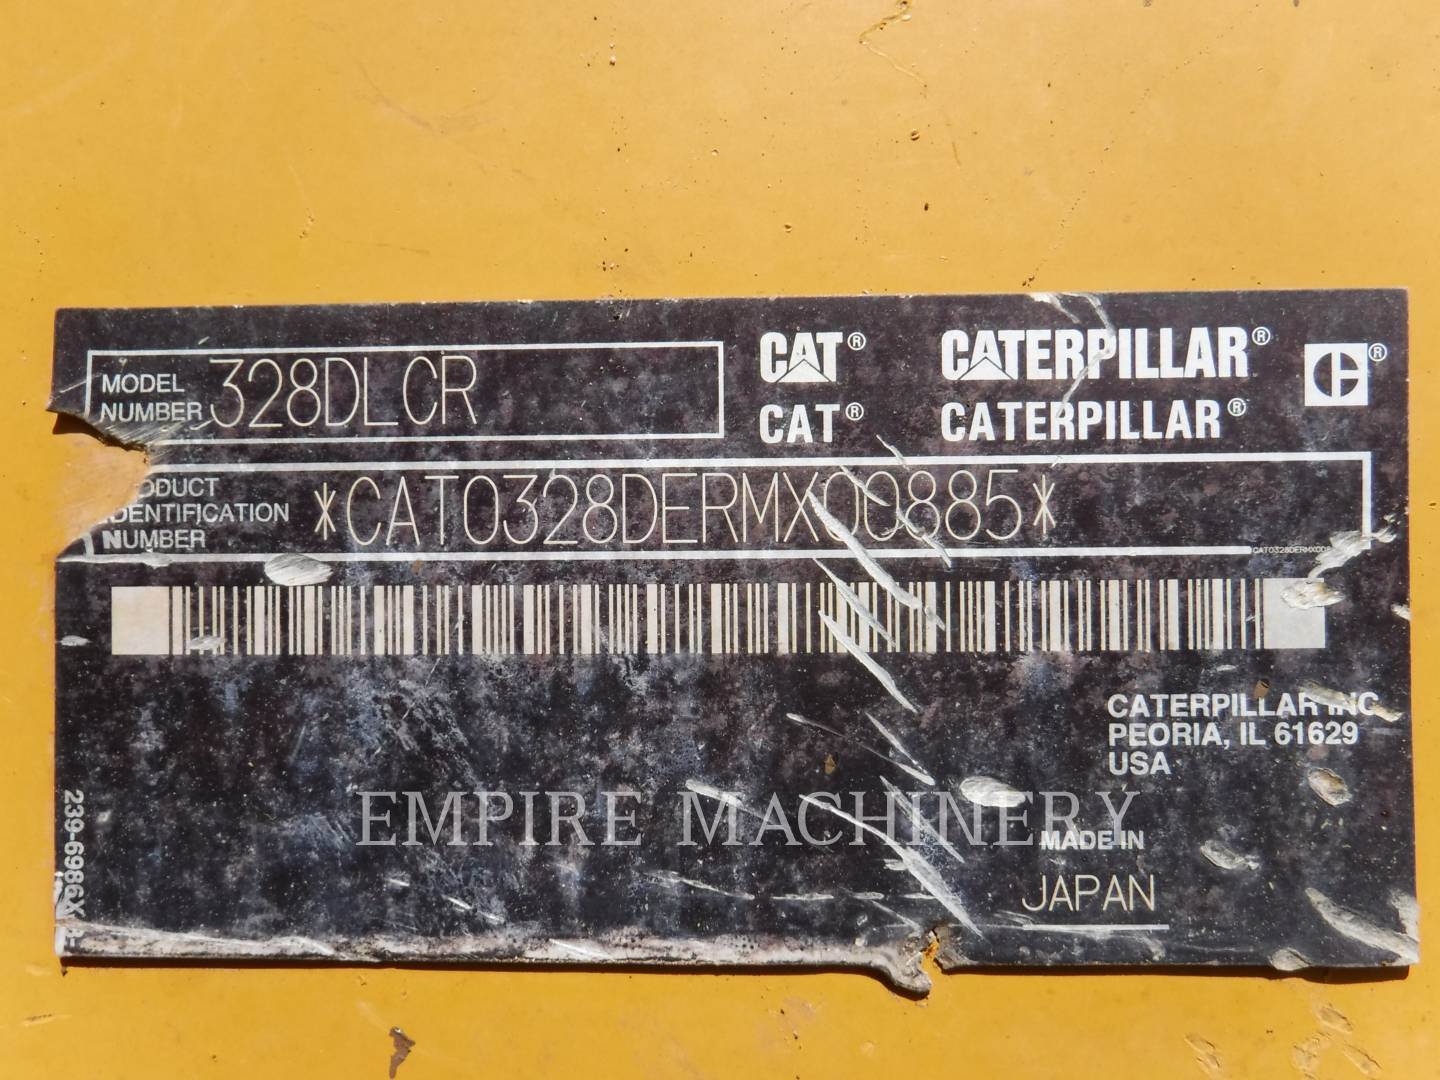 MODEL NUMBER 328DLCR
CAT® CATERPILLAR®
CAT® CATERPILLAR®
IDENTIFICATION
NUMBER
*CAT0328DERMX00885*
CATERPILLAR INC
PEORIA, IL 61629
USA
EMPIRE MACHINERY
MADE IN
JAPAN